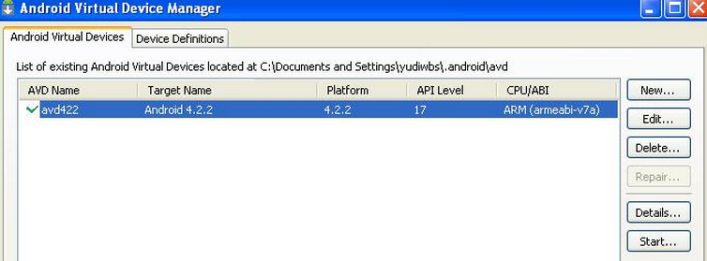 Android Virtual Device Manager
Android Virtual Devices Device Definitions
List of existing Android Virtual Devices located at C:\Documents and Settings\yudiwbs\.android\avd
AVD Name Target Name Platform API Level CPU/ABI
avd422 Android 4.2.2 4.2.2 17 ARM (armeabi-v7a)
New...
Edit...
Delete...
Repair...
Details...
Start...